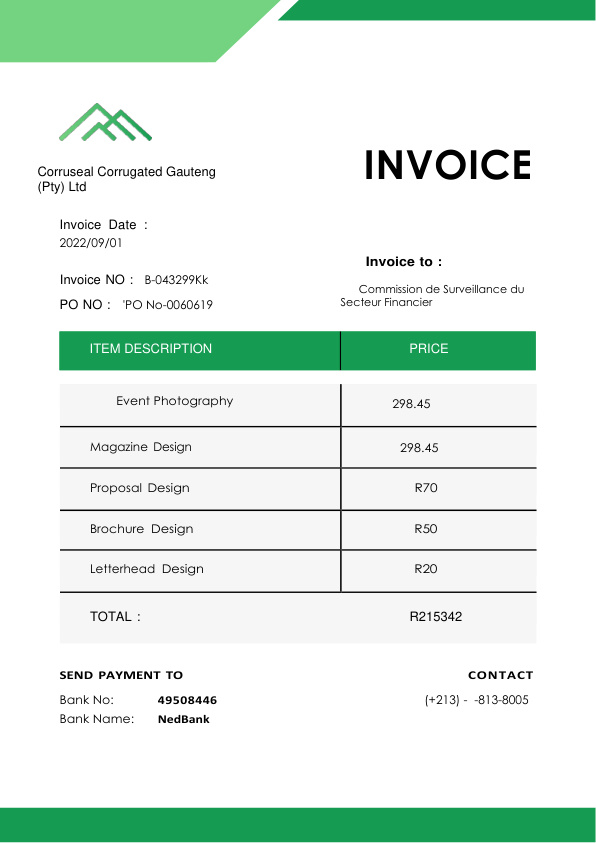 INVOICE
Corruseal Corrugated Gauteng
(Pty) Ltd
Invoice Date :
2022/09/01
Invoice NO : B-043299Kk
PO NO : 'PO No-0060619
Invoice to :
Commission de Surveillance du
Secteur Financier
ITEM DESCRIPTION PRICE
Event Photography 298.45
Magazine Design 298.45
Proposal Design R70
Brochure Design R50
Letterhead Design R20
TOTAL : R215342
SEND PAYMENT TO CONTACT
Bank No: 49508446 (+213) - -813-8005
Bank Name: NedBank